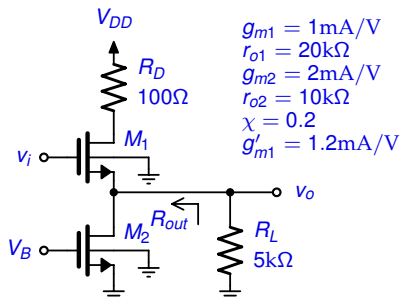 V_DD
R_D
100Ω
g_m1 = 1mA/V
r_o1 = 20kΩ
g_m2 = 2mA/V
r_o2 = 10kΩ
χ = 0.2
g'_m1 = 1.2mA/V
M_1
v_i
v_o
R_out
M_2
V_B
R_L
5kΩ